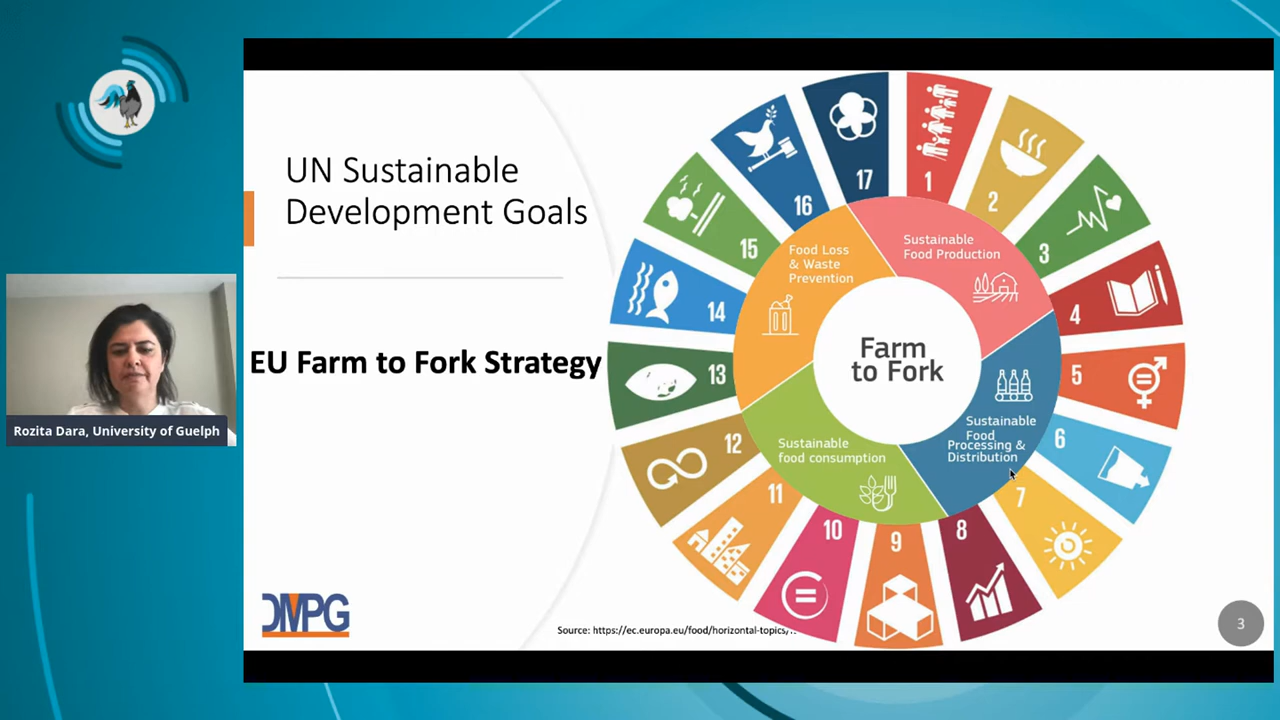 UN Sustainable
Development Goals
EU Farm to Fork Strategy
Rozita Dara, University of Guelph
17
1
2
3
4
5
6
7
8
9
10
11
12
13
14
15
16
Food Loss
& Waste
Prevention
Sustainable
Food Production
Farm
to Fork
Sustainable
Food
Processing &
Distribution
Sustainable
food consumption
DMPG
Source: https://ec.europa.eu/food/horizontal-topics/
3